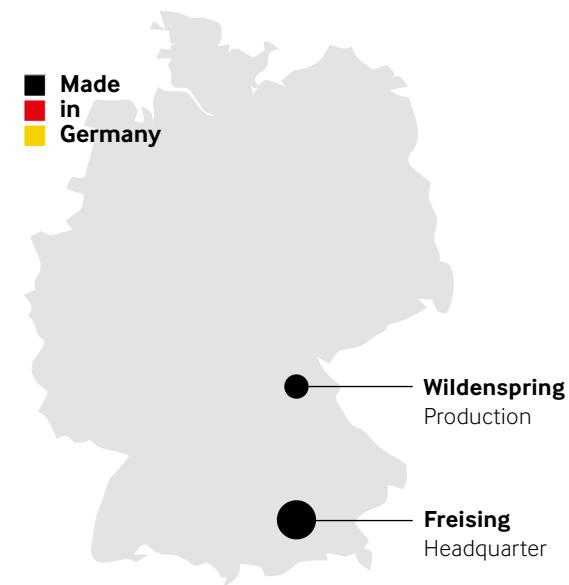 Made
in
Germany
Wildenspring
Production
Freising
Headquarter